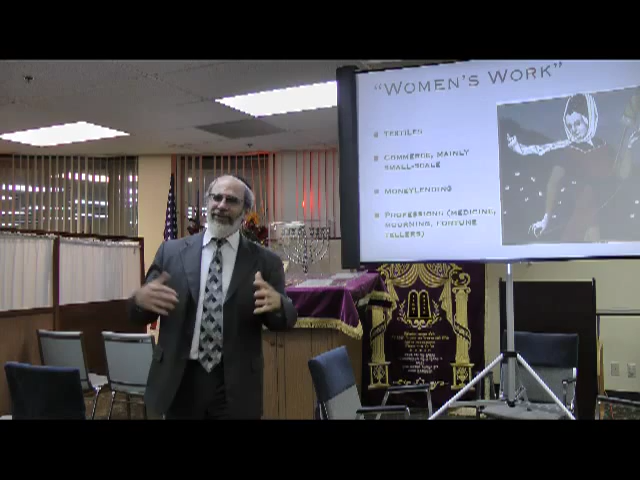 "Women's Work"
Textiles
Commerce, mainly
small-scale
Moneylending
Professions (medicine,
mourning, fortune
tellers)